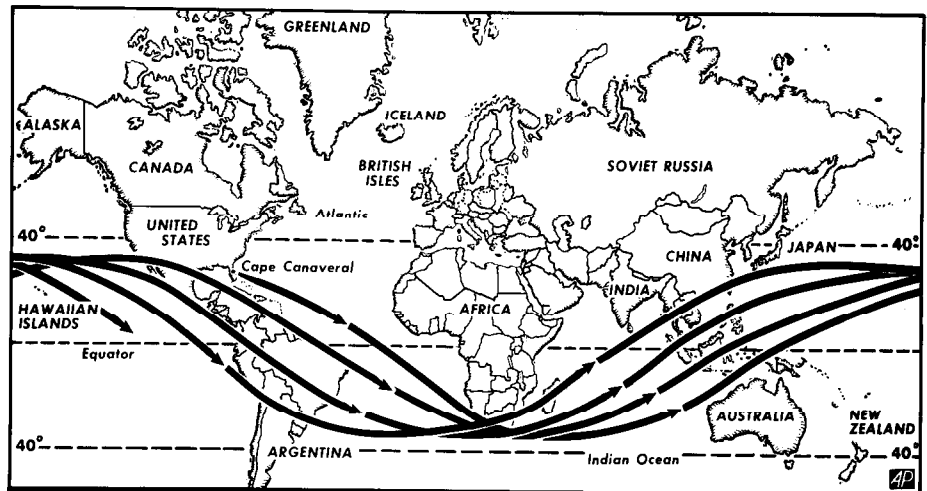 GREENLAND
ICELAND
ALASKA
CANADA
BRITISH
ISLES
SOVIET RUSSIA
Atlantic
UNITED
STATES
40°
40°
JAPAN
CHINA
Cape Canaveral
INDIA
HAWAIIAN
ISLANDS
AFRICA
Equator
AUSTRALIA
NEW
ZEALAND
40°
ARGENTINA
Indian Ocean
40°
AP